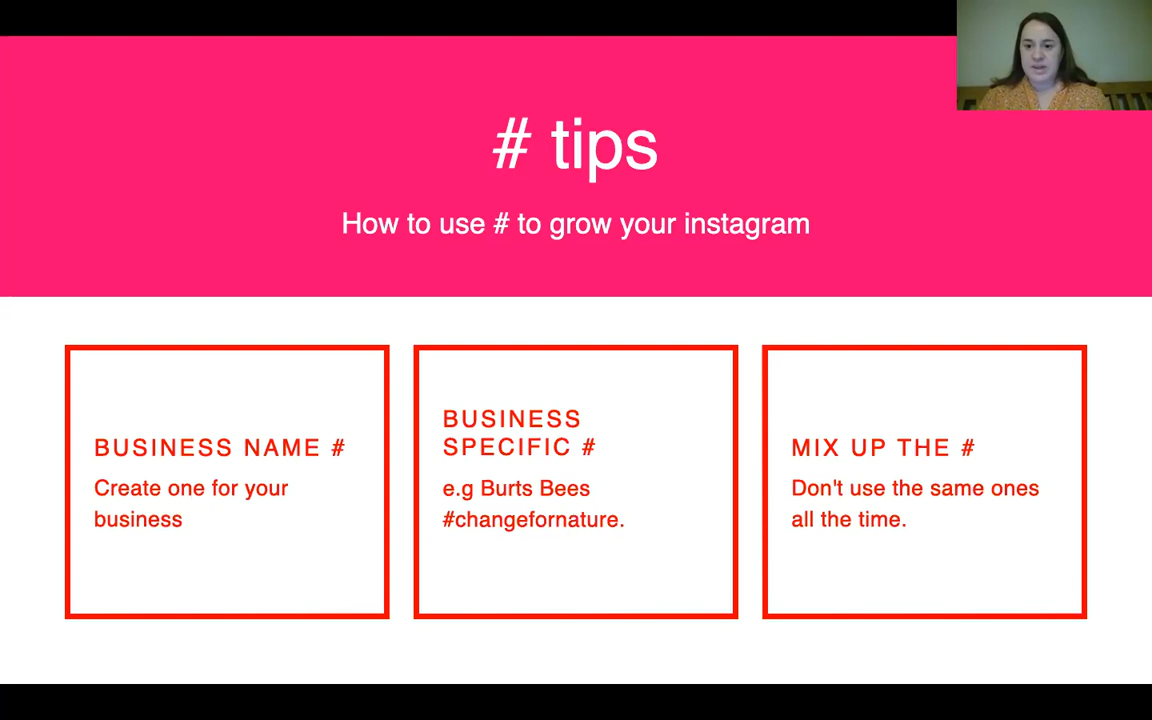 # tips
How to use # to grow your instagram
BUSINESS NAME #
Create one for your
business
BUSINESS
SPECIFIC #
e.g Burts Bees
#changefornature.
MIX UP THE #
Don't use the same ones
all the time.